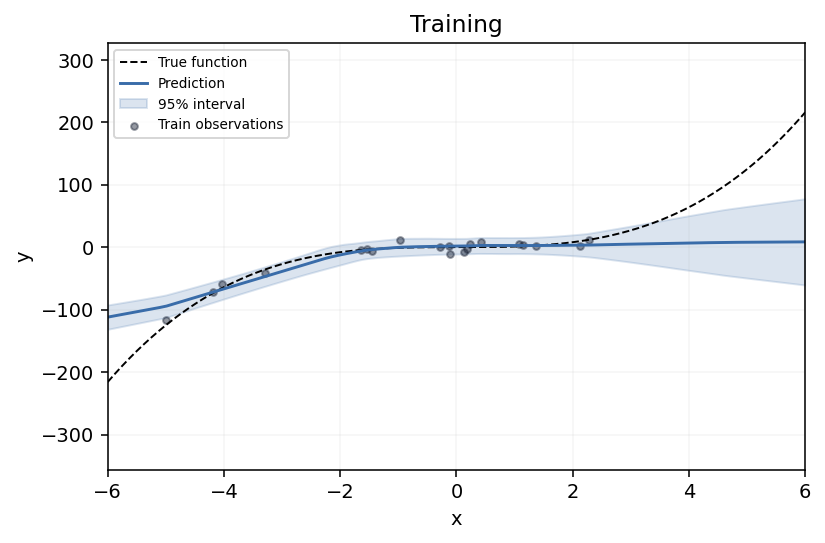 Training
True function
Prediction
95% interval
Train observations
300
200
100
0
−100
−200
−300
y
−6
−4
−2
0
2
4
6
x